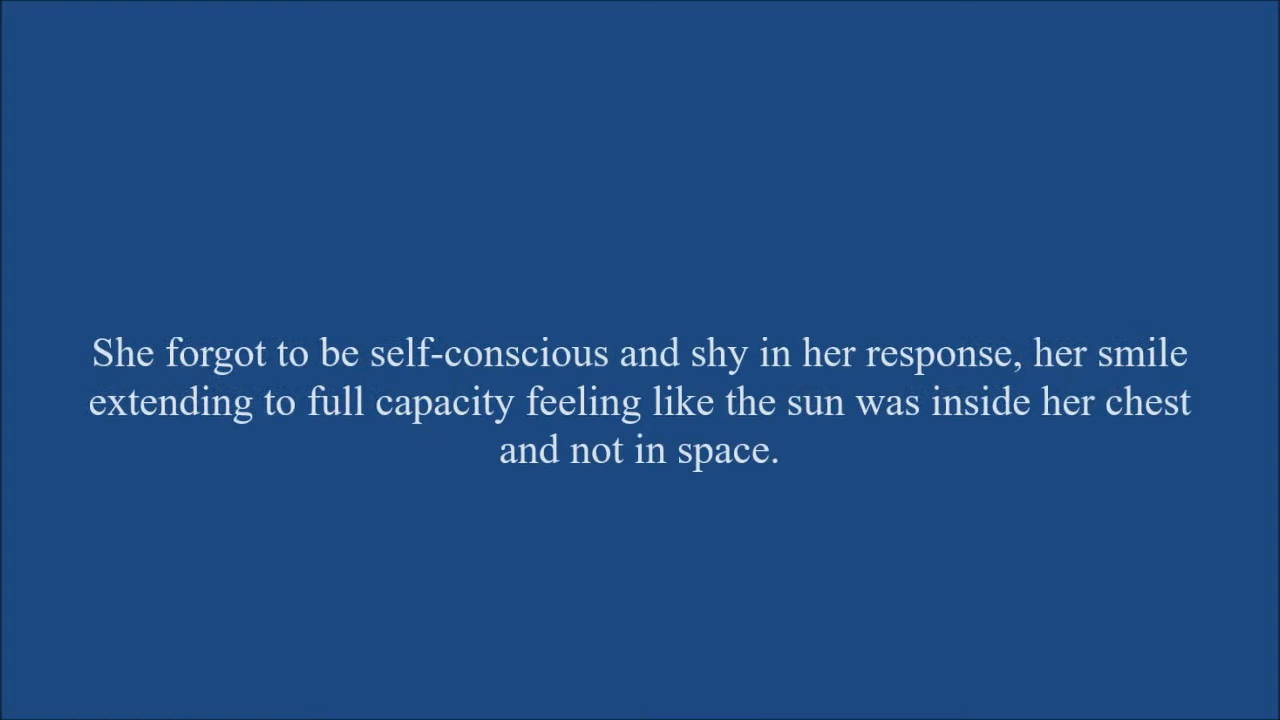 She forgot to be self-conscious and shy in her response, her smile
extending to full capacity feeling like the sun was inside her chest
and not in space.